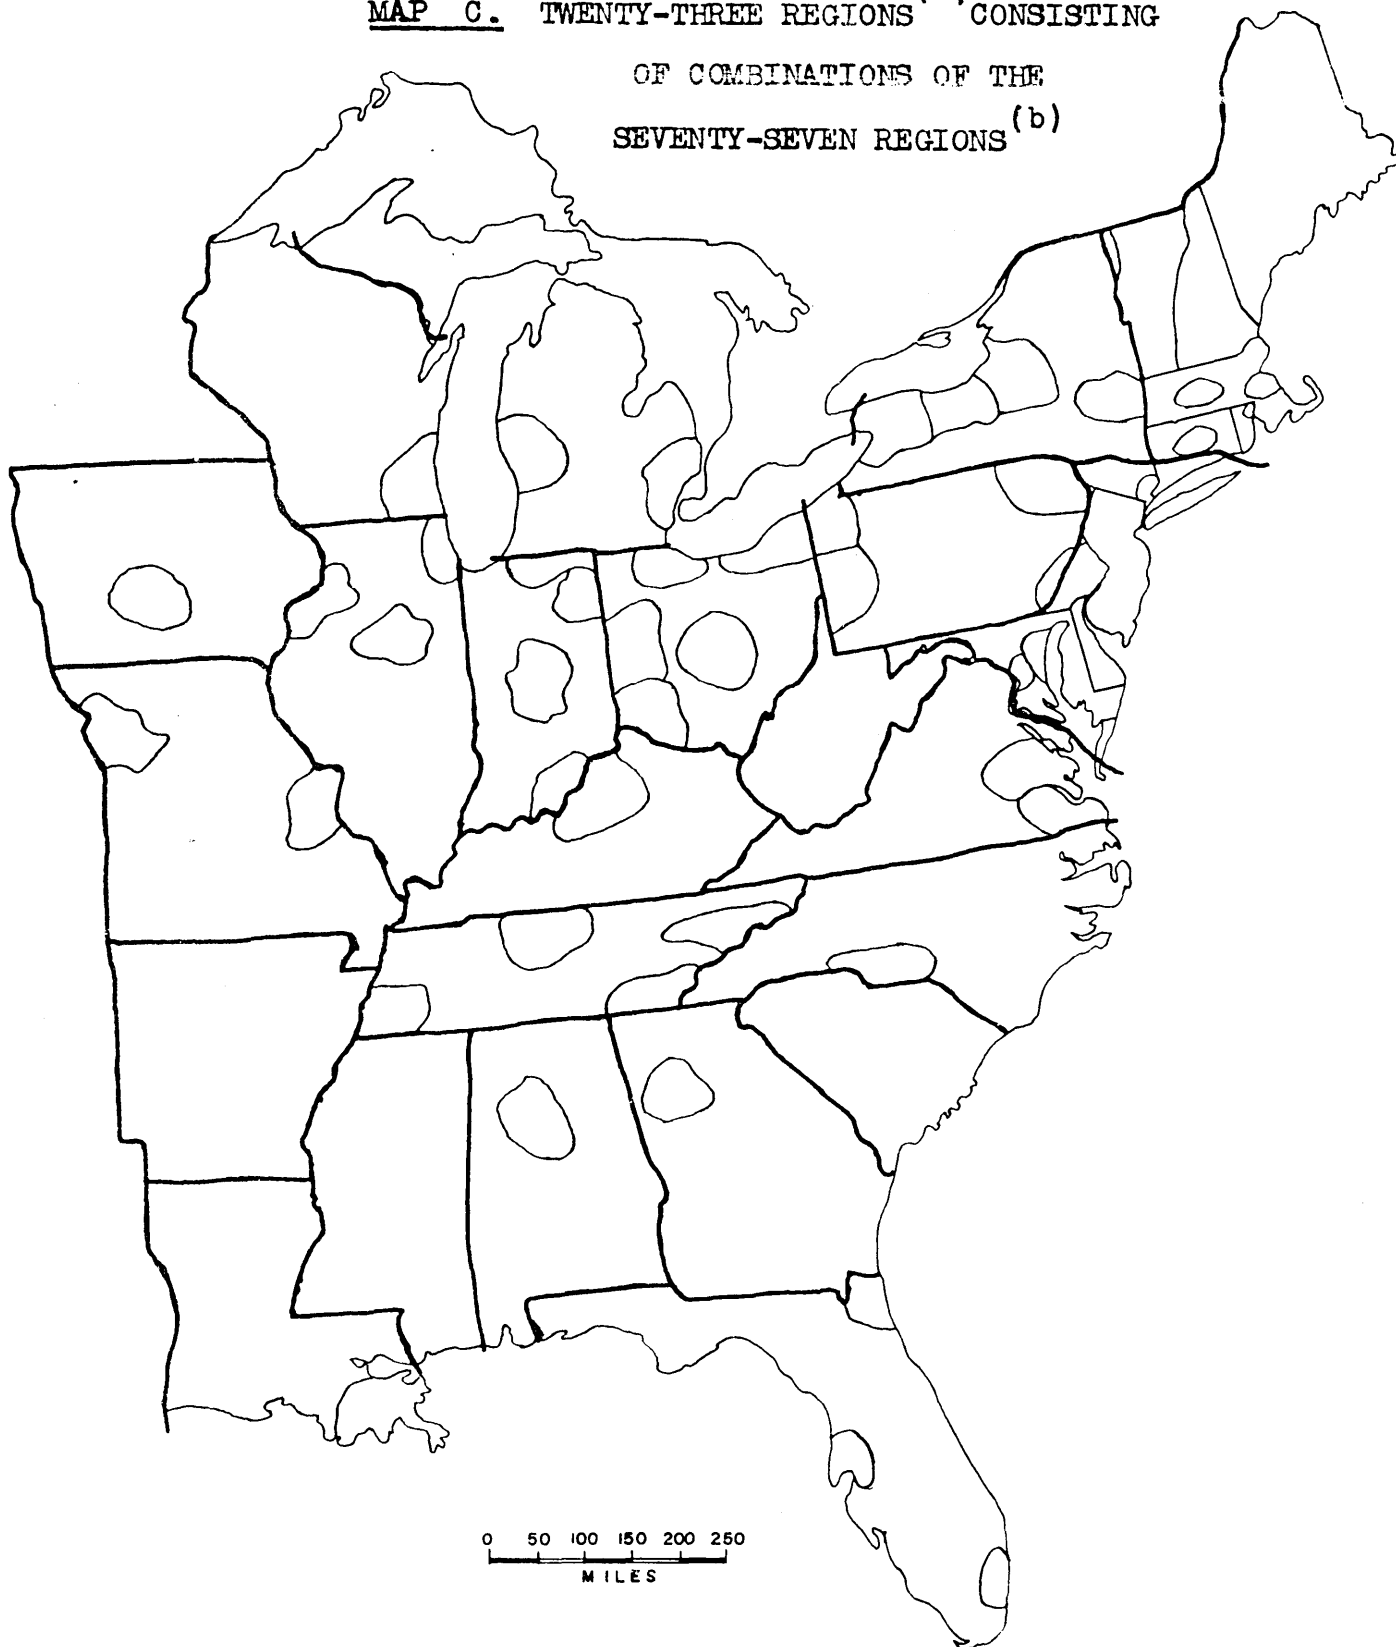 MAP C. TWENTY-THREE REGIONS CONSISTING
OF COMBINATIONS OF THE
SEVENTY-SEVEN REGIONS (b)
0 50 100 150 200 250
MILES